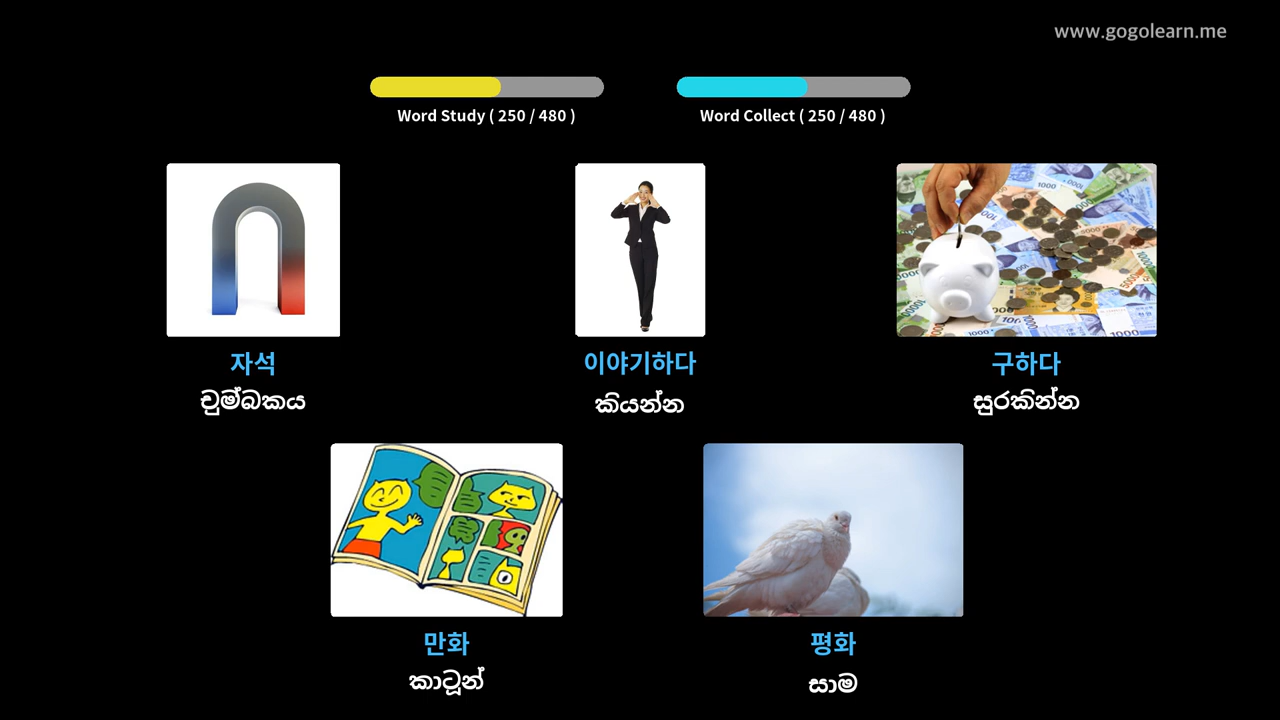 www.gogolearn.me
Word Study ( 250 / 480 )
Word Collect ( 250 / 480 )
자석
චුම්බකය
이야기하다
කියන්න
구하다
සුරකින්න
만화
කාටූන්
평화
සාම